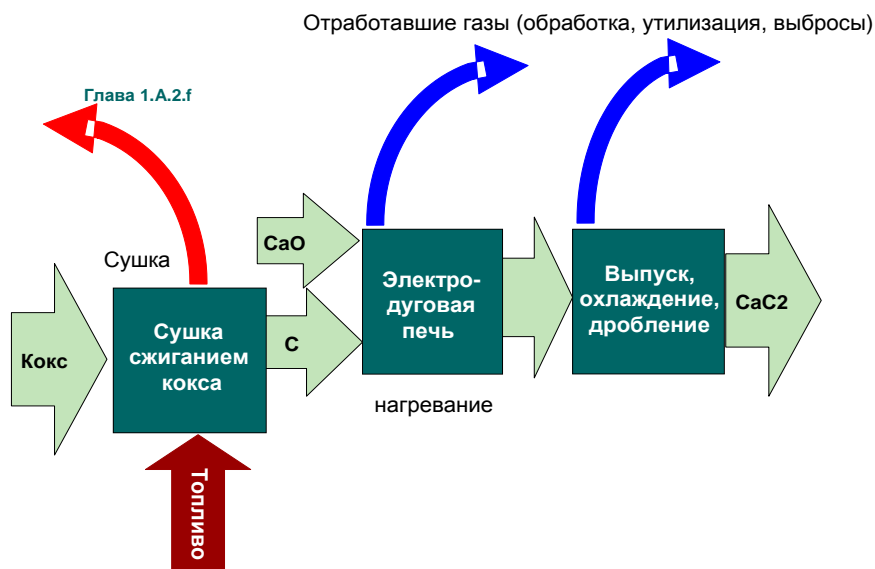 Отработавшие газы (обработка, утилизация, выбросы)
Глава 1.A.2.f
Сушка
Кокс
Сушка
сжиганием
кокса
Топливо
CaO
C
Электро-
дуговая
печь
нагревание
Выпуск,
охлаждение,
дробление
CaC2